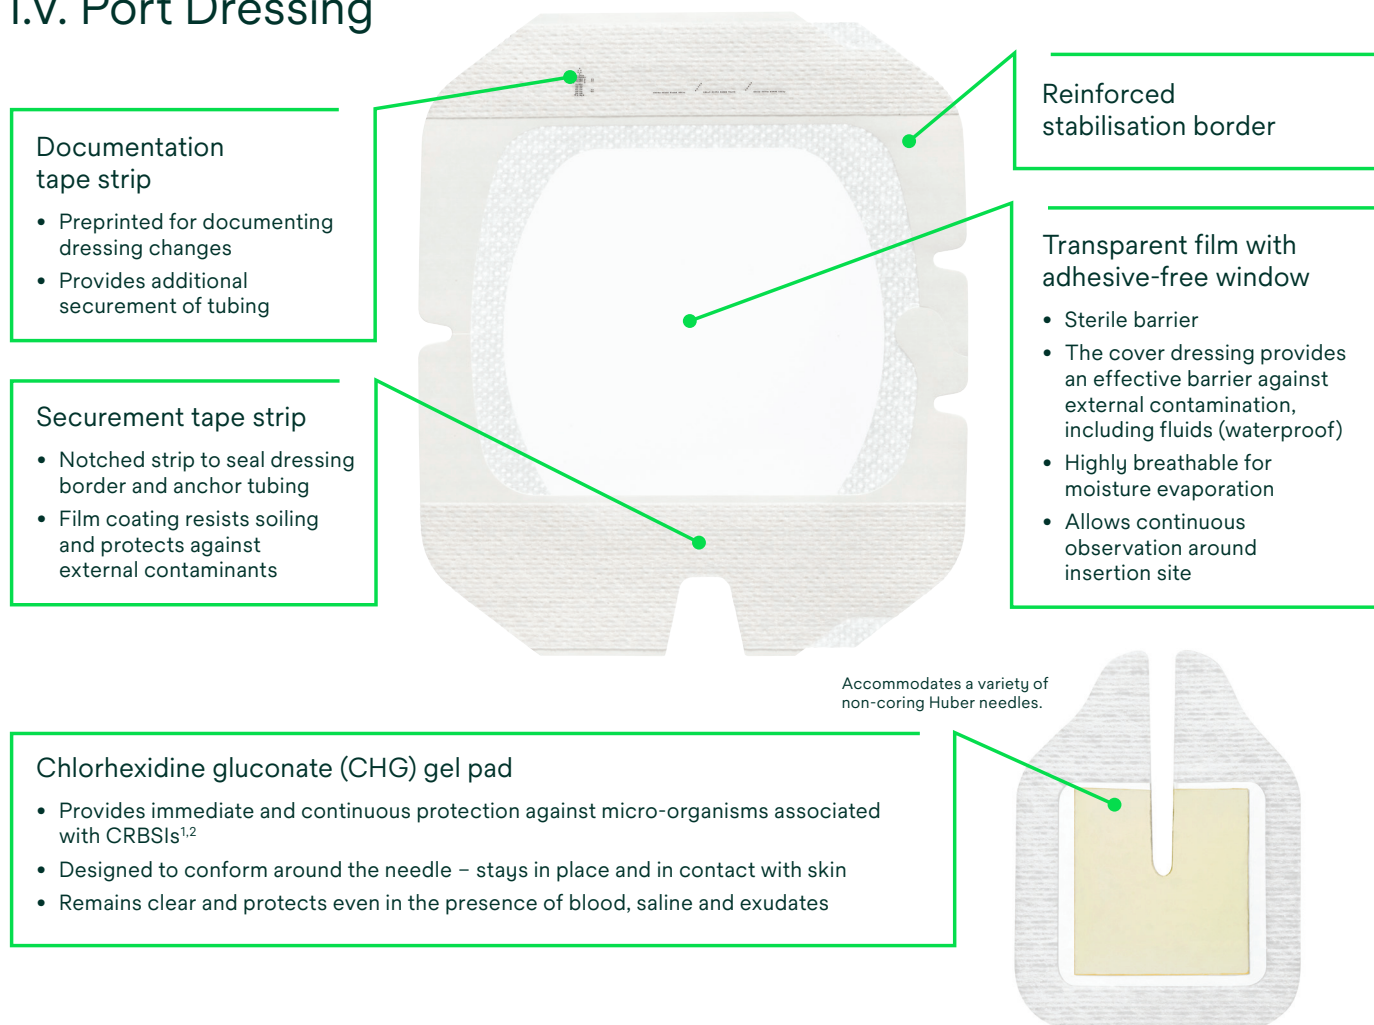 I.V. Port Dressing
Documentation
tape strip
• Preprinted for documenting
dressing changes
• Provides additional
securement of tubing
Securement tape strip
• Notched strip to seal dressing
border and anchor tubing
• Film coating resists soiling
and protects against
external contaminants
Reinforced
stabilisation border
Transparent film with
adhesive-free window
• Sterile barrier
• The cover dressing provides
an effective barrier against
external contamination,
including fluids (waterproof)
• Highly breathable for
moisture evaporation
• Allows continuous
observation around
insertion site
Accommodates a variety of
non-coring Huber needles.
Chlorhexidine gluconate (CHG) gel pad
• Provides immediate and continuous protection against micro-organisms associated
with CRBSIs1,2
• Designed to conform around the needle – stays in place and in contact with skin
• Remains clear and protects even in the presence of blood, saline and exudates